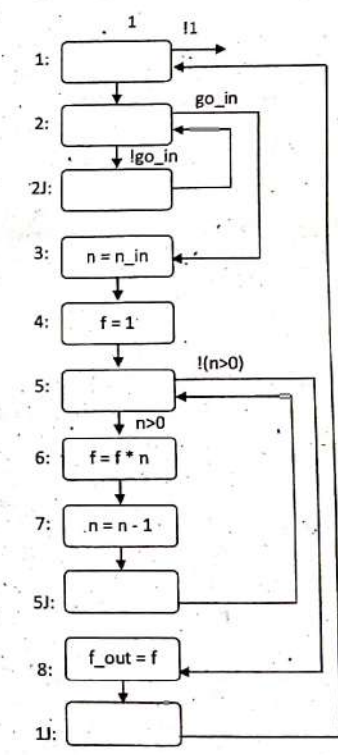 1 !1
1:
2: go_in
!go_in
2J:
3: n = n_in
4: f = 1
5: !(n>0)
n>0
6: f = f * n
7: n = n - 1
5J:
8: f_out = f
1J: